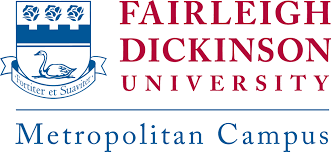 Fortiter et Suaviter
FAIRLEIGH
DICKINSON
UNIVERSITY
Metropolitan Campus